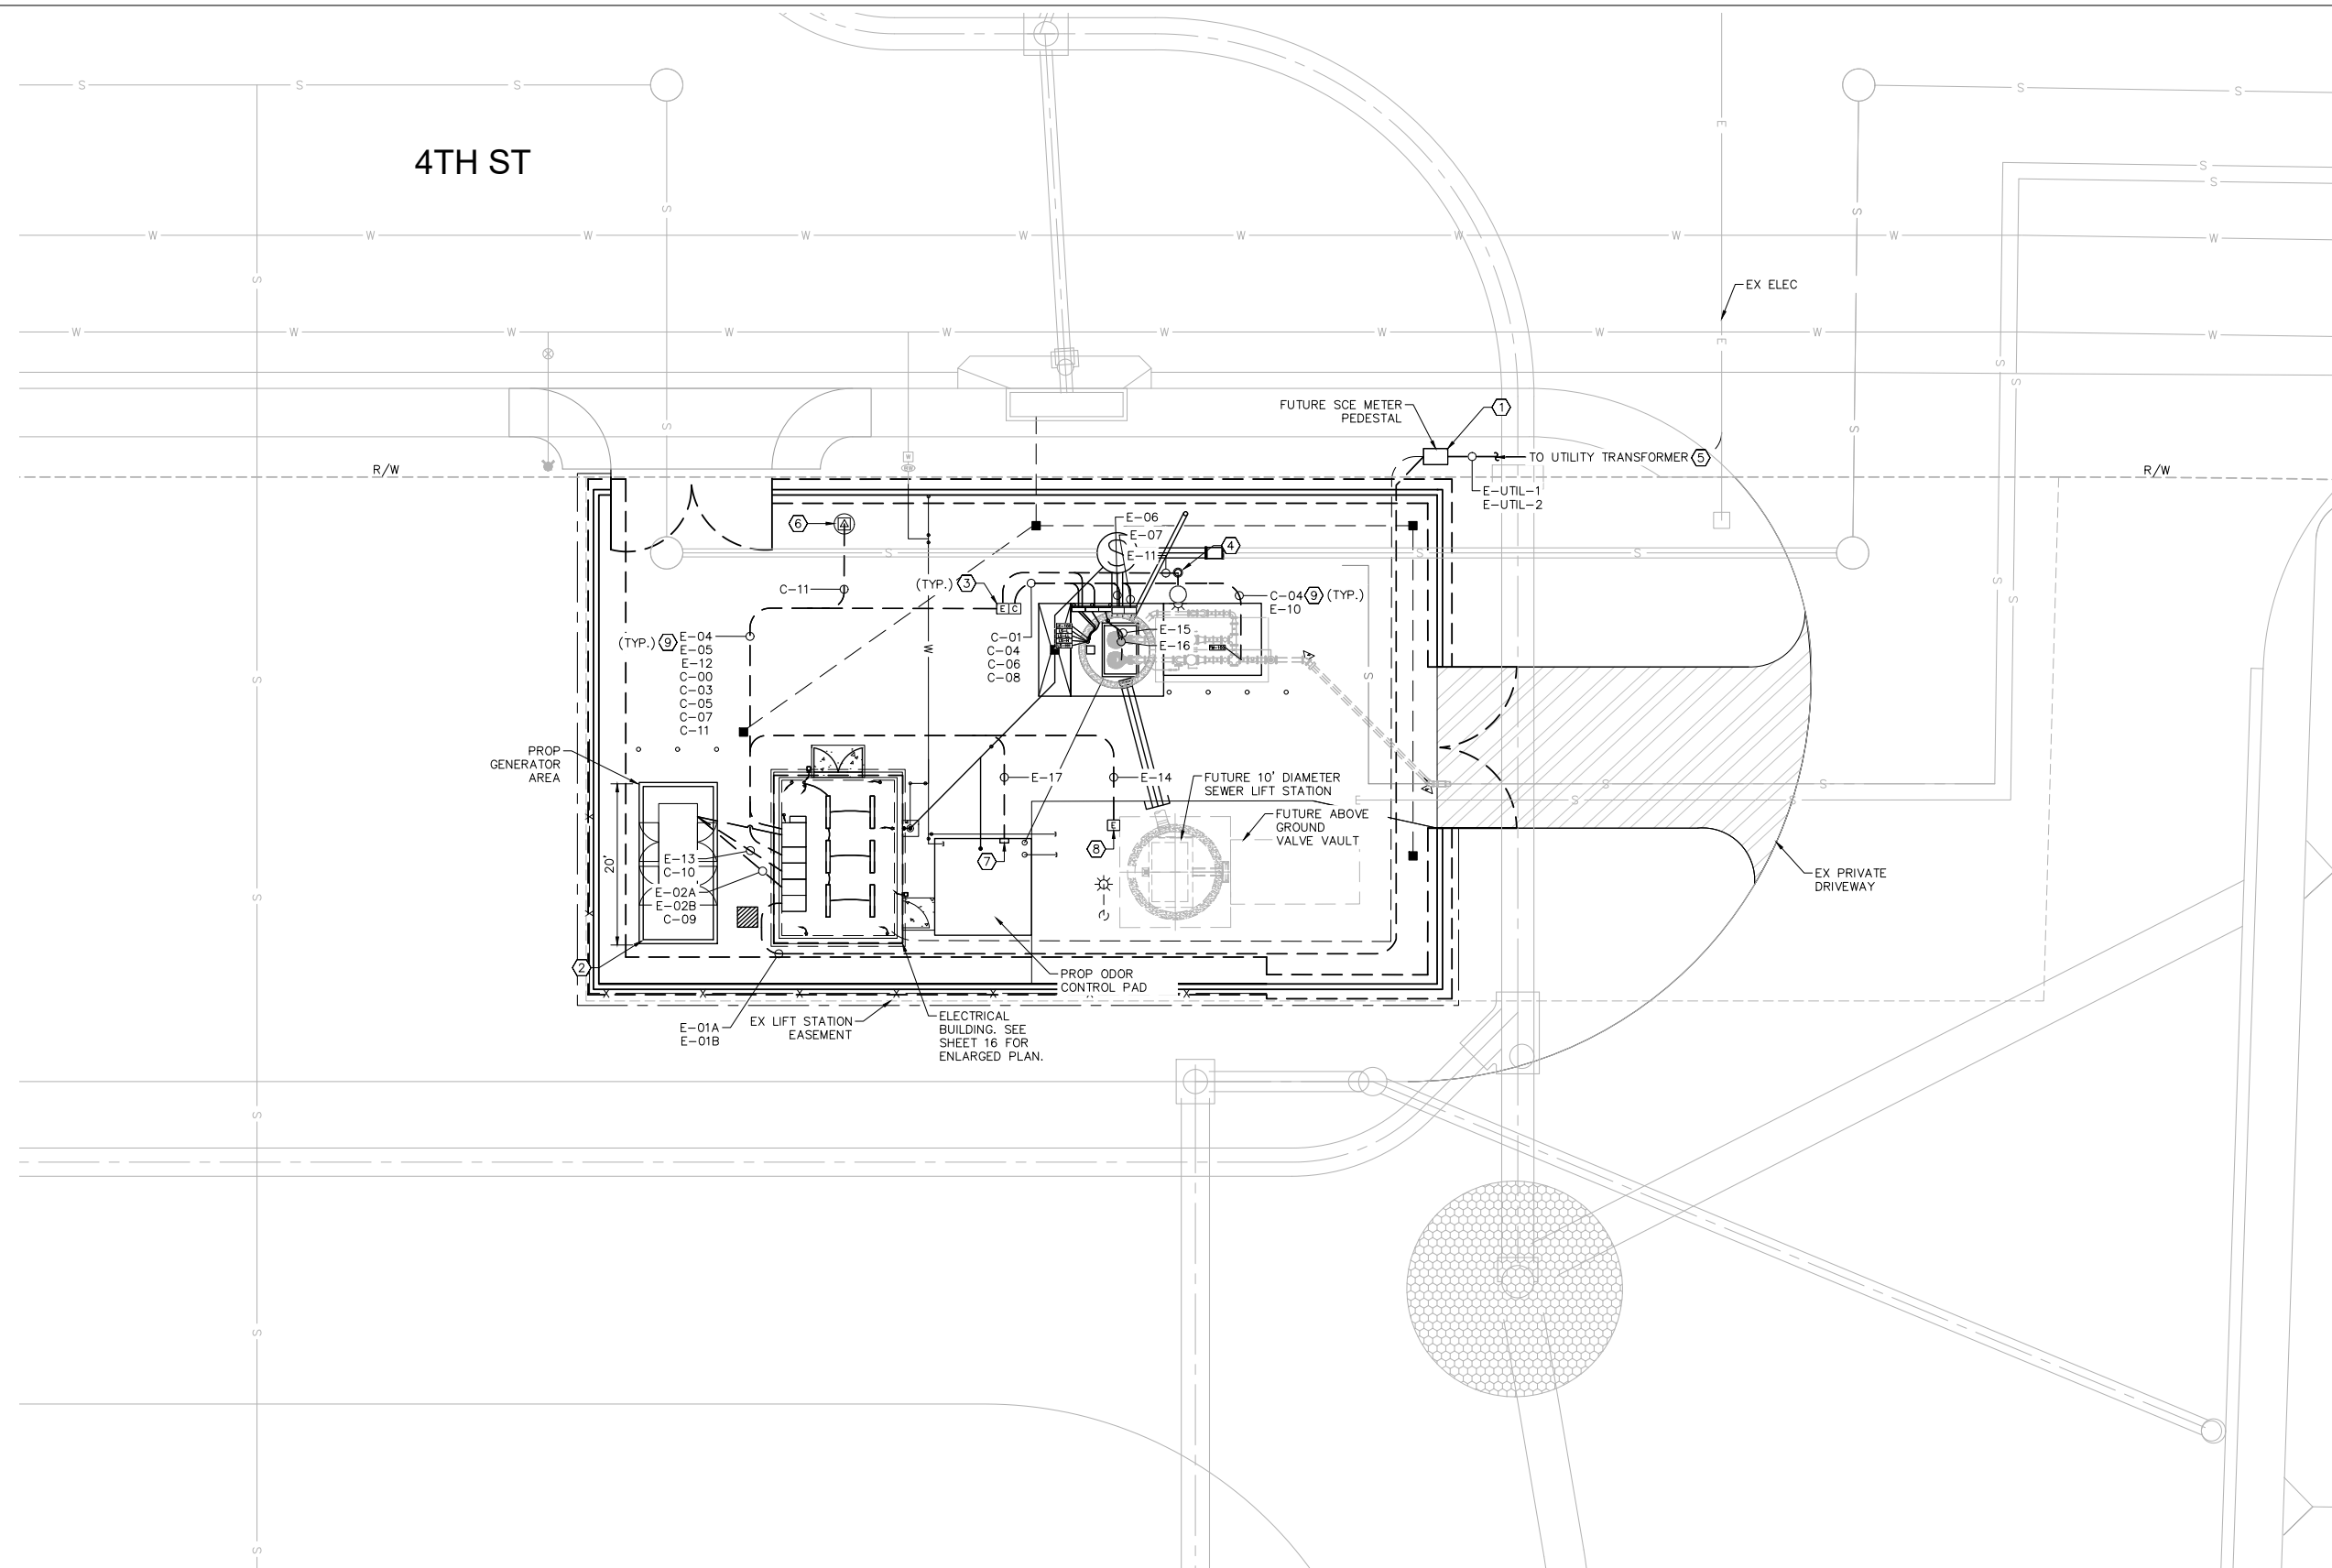 4TH ST
EX ELEC
FUTURE SCE METER
PEDESTAL
1
TO UTILITY TRANSFORMER 5
R/W
R/W
E-UTIL-1
E-UTIL-2
6
E-06
E-07
E-11
4
C-11
(TYP.) 3
E C
C-04 9 (TYP.)
E-10
(TYP.) 9 E-04
E-05
E-12
C-00
C-03
C-05
C-07
C-11
C-01
C-04
C-06
C-08
E-15
E-16
PROP
GENERATOR
AREA
E-17
E-14
FUTURE 10' DIAMETER
SEWER LIFT STATION
FUTURE ABOVE
GROUND
VALVE VAULT
E
8
7
20'
E-13
C-10
E-02A
E-02B
C-09
EX PRIVATE
DRIVEWAY
2
PROP ODOR
CONTROL PAD
E-01A
E-01B
EX LIFT STATION
EASEMENT
ELECTRICAL
BUILDING. SEE
SHEET 16 FOR
ENLARGED PLAN.